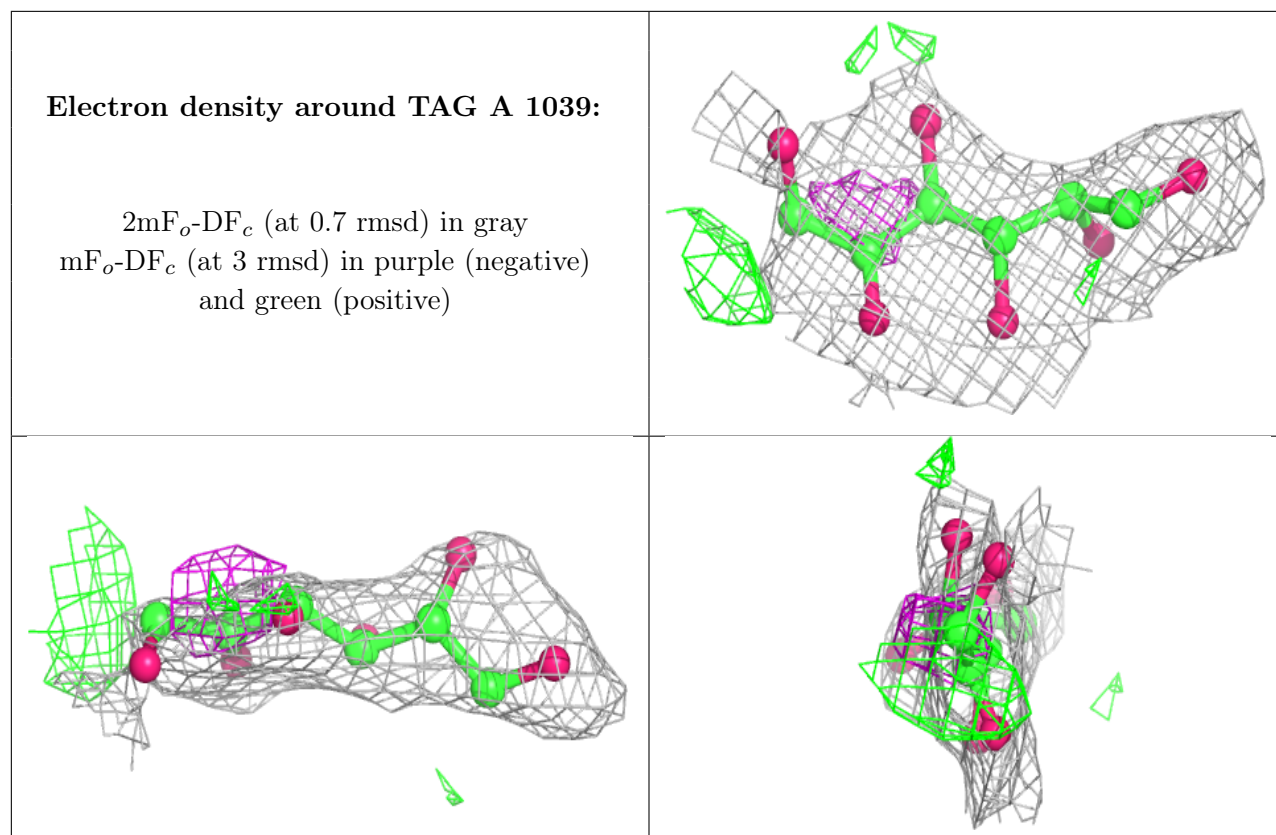 Electron density around TAG A 1039:
2mFₒ-DF𝒸 (at 0.7 rmsd) in gray
mFₒ-DF𝒸 (at 3 rmsd) in purple (negative)
and green (positive)